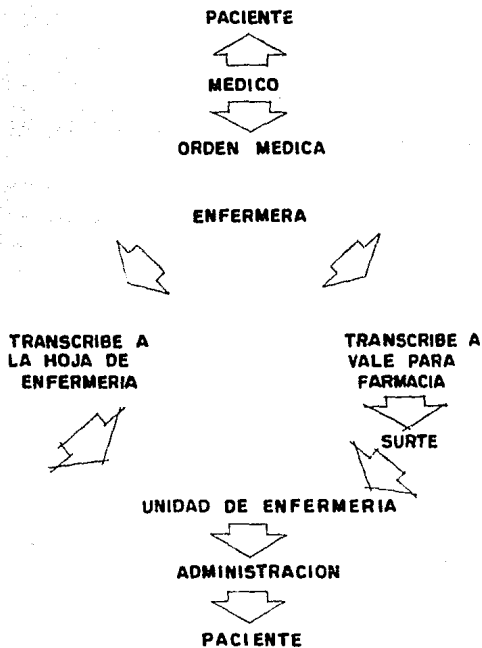 PACIENTE
MEDICO
ORDEN MEDICA
ENFERMERA
TRANSCRIBE A
LA HOJA DE
ENFERMERIA
TRANSCRIBE A
VALE PARA
FARMACIA
SURTE
UNIDAD DE ENFERMERIA
ADMINISTRACION
PACIENTE